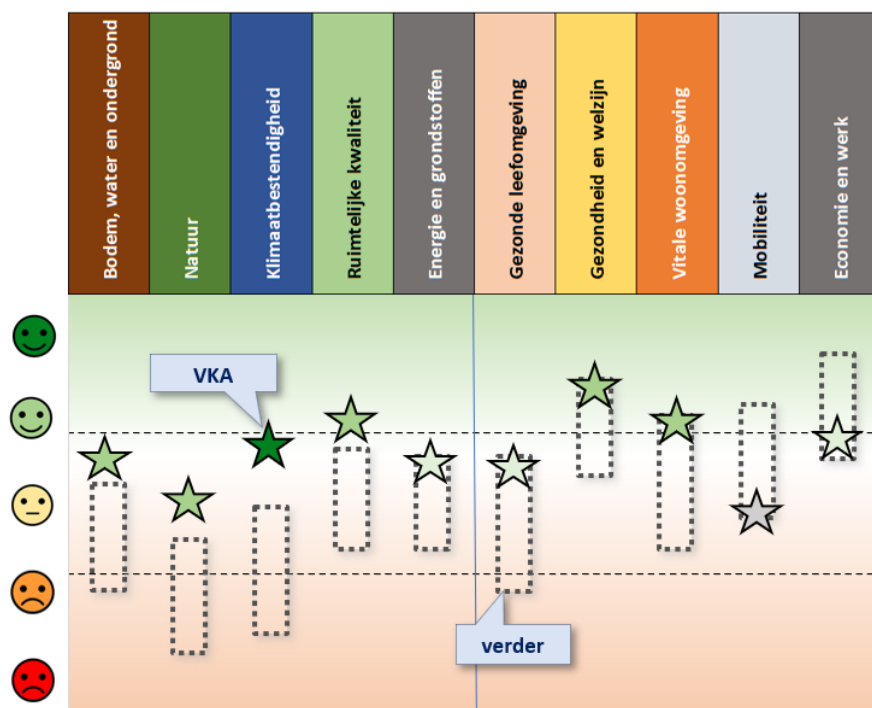 Bodem, water en ondergrond
Natuur
Klimaatbestendigheid
Ruimtelijke kwaliteit
Energie en grondstoffen
Gezonde leefomgeving
Gezondheid en welzijn
Vitale woonomgeving
Mobiliteit
Economie en werk
VKA
verder